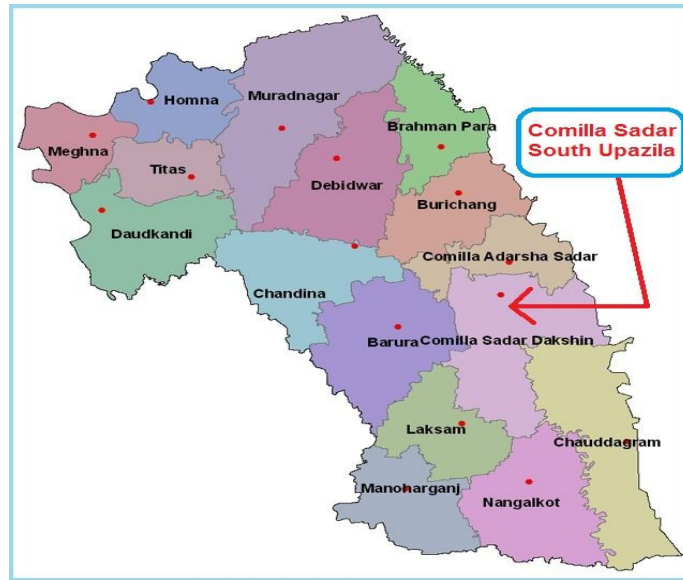 Homna
Muradnagar
Brahman Para
Comilla Sadar
South Upazila
Meghna
Titas
Debidwar
Burichang
Daudkandi
Comilla Adarsha Sadar
Chandina
Barura
Comilla Sadar Dakshin
Laksam
Chauddagram
Manoharganj
Nangalkot